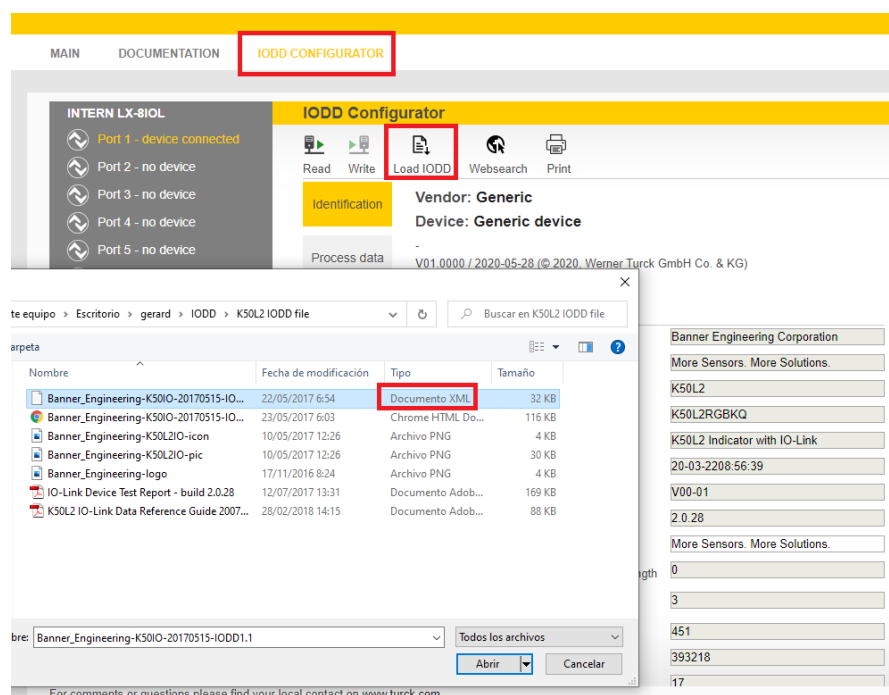 MAIN DOCUMENTATION IODD CONFIGURATOR
INTERN LX-8IOL
Port 1 - device connected
Port 2 - no device
Port 3 - no device
Port 4 - no device
Port 5 - no device
IODD Configurator
Read Write Load IODD Websearch Print
Identification
Process data
Vendor: Generic
Device: Generic device
-
V01.0000 / 2020-05-28 (© 2020, Werner Turck GmbH Co. & KG)
te equipo > Escritorio > gerard > IODD > K50L2 IODD file
Buscar en K50L2 IODD file
arpeta
Nombre Fecha de modificación Tipo Tamaño
Banner_Engineering-K50IO-20170515-IO... 22/05/2017 6:54 Documento XML 32 KB
Banner_Engineering-K50IO-20170515-IO... 23/05/2017 6:03 Chrome HTML Do... 116 KB
Banner_Engineering-K50L2IO-icon 10/05/2017 12:26 Archivo PNG 4 KB
Banner_Engineering-K50L2IO-pic 10/05/2017 12:26 Archivo PNG 30 KB
Banner_Engineering-logo 17/11/2016 8:24 Archivo PNG 4 KB
IO-Link Device Test Report - build 2.0.28 12/07/2017 13:31 Documento Adob... 169 KB
K50L2 IO-Link Data Reference Guide 2007... 28/02/2018 14:15 Documento Adob... 88 KB
bre: Banner_Engineering-K50IO-20170515-IODD1.1
Todos los archivos
Abrir Cancelar
Banner Engineering Corporation
More Sensors. More Solutions.
K50L2
K50L2RGBKQ
K50L2 Indicator with IO-Link
20-03-2208:56:39
V00-01
2.0.28
More Sensors. More Solutions.
ngth 0
3
451
393218
17
For comments or questions please find your local contact on www.turck.com